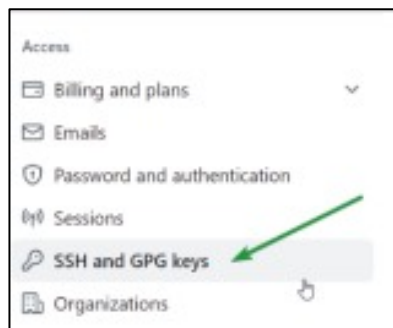 Access
Billing and plans
Emails
Password and authentication
Sessions
SSH and GPG keys
Organizations